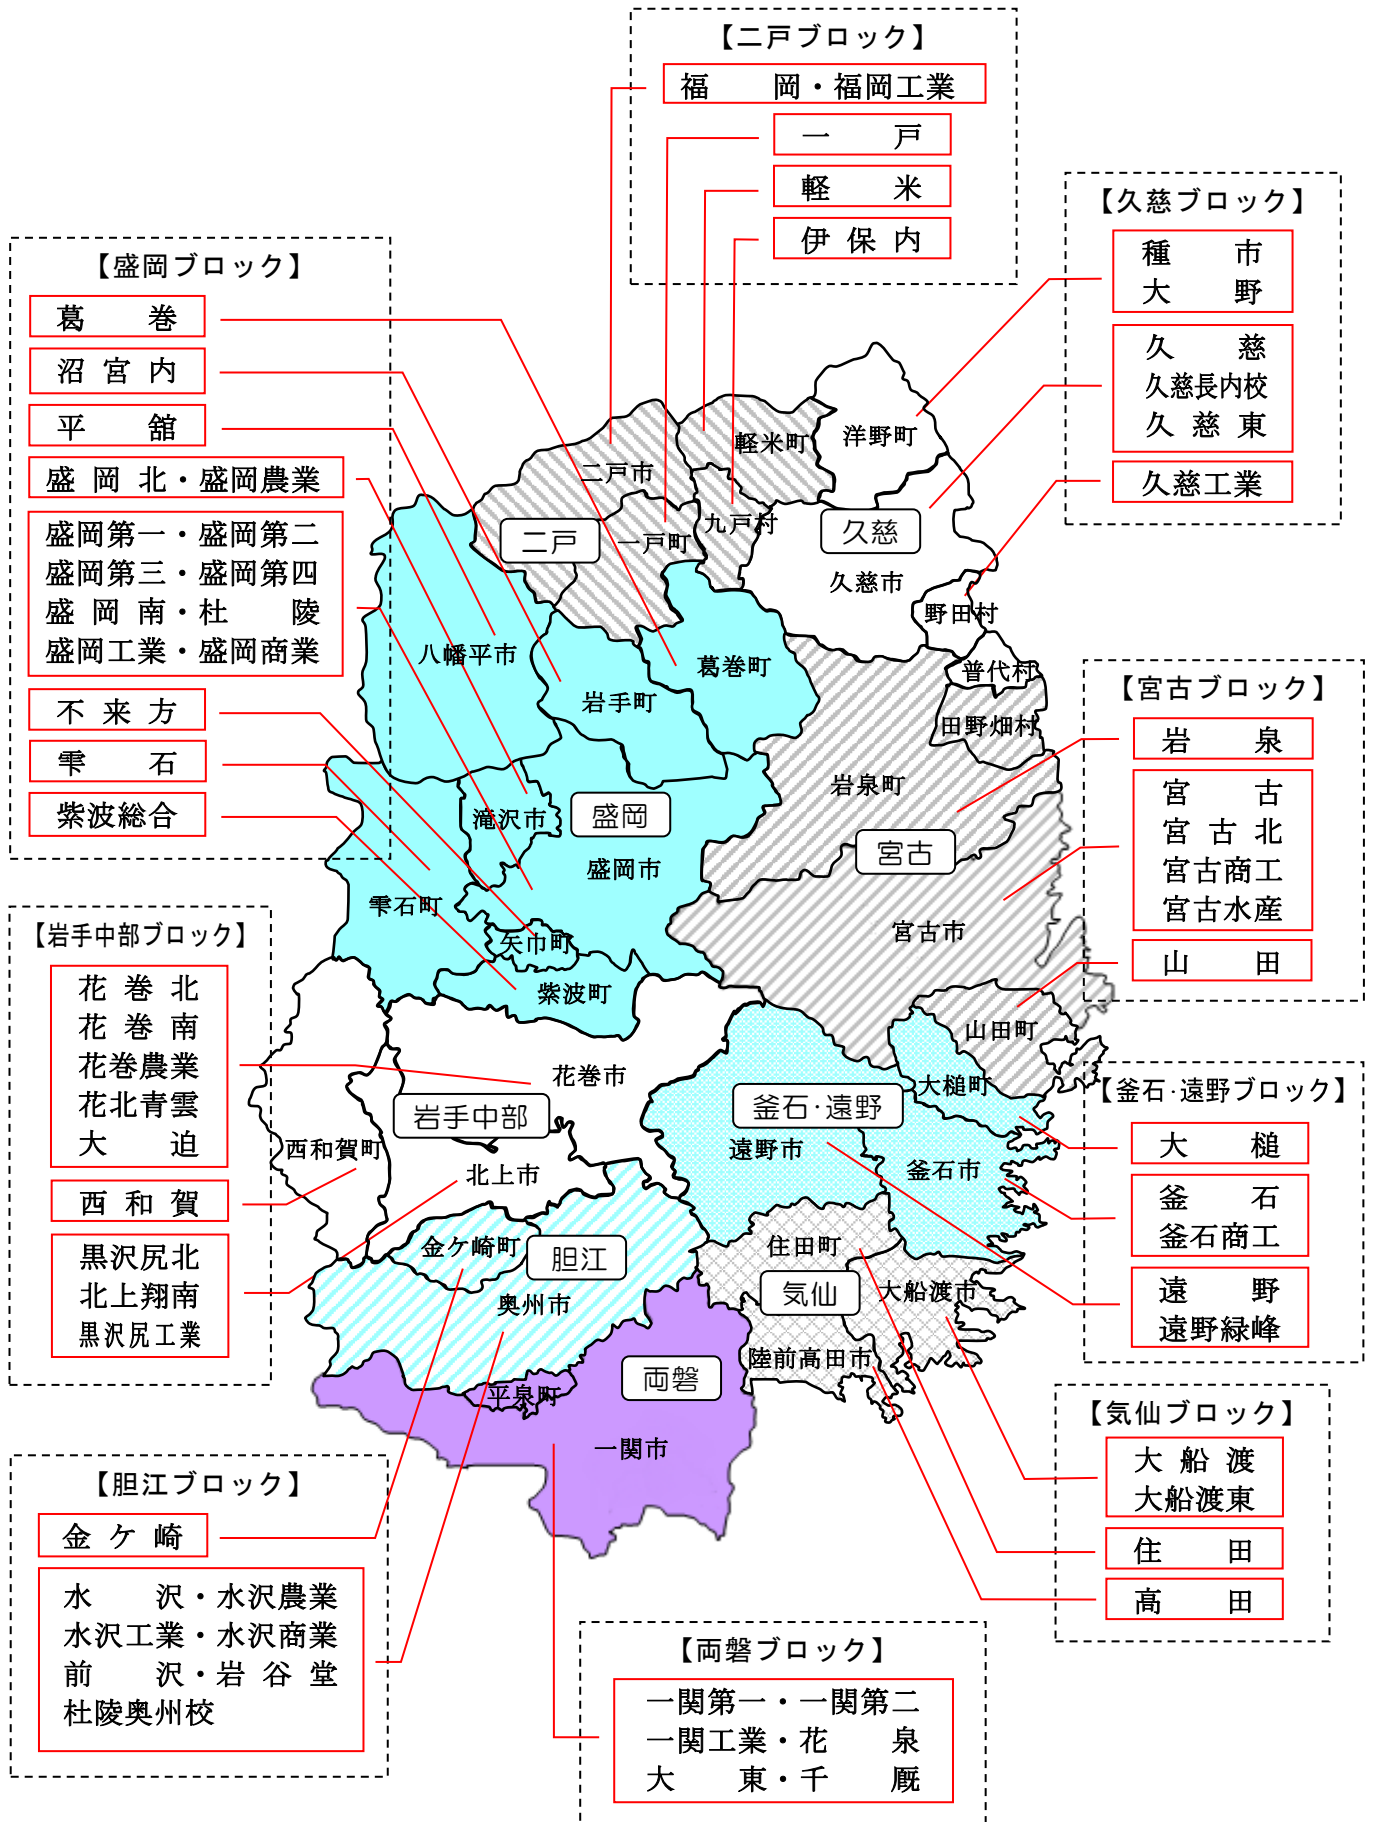 【二戸ブロック】
福　　岡・福岡工業
一　　戸
軽　　米
伊 保 内
【久慈ブロック】
種　　市
大　　野
久　　慈
久慈長内校
久 慈 東
久慈工業
【盛岡ブロック】
葛　　巻
沼 宮 内
平　　舘
盛 岡 北・盛岡農業
盛岡第一・盛岡第二
盛岡第三・盛岡第四
盛 岡 南・杜　　陵
盛岡工業・盛岡商業
不 来 方
雫　　石
紫波総合
【宮古ブロック】
岩　　泉
宮　　古
宮 古 北
宮古商工
宮古水産
山　　田
【岩手中部ブロック】
花 巻 北
花 巻 南
花巻農業
花北青雲
大　　迫
西 和 賀
黒沢尻北
北上翔南
黒沢尻工業
【釜石・遠野ブロック】
大　　槌
釜　　石
釜石商工
遠　　野
遠野緑峰
【気仙ブロック】
大 船 渡
大船渡東
住　　田
高　　田
【胆江ブロック】
金 ケ 崎
水　　沢・水沢農業
水沢工業・水沢商業
前　　沢・岩 谷 堂
杜陵奥州校
【両磐ブロック】
一関第一・一関第二
一関工業・花　　泉
大　　東・千　　厩
洋野町
軽米町
二戸市
九戸村
一戸町
二戸
久慈
久慈市
野田村
普代村
田野畑村
八幡平市
葛巻町
岩手町
岩泉町
滝沢市
盛岡
盛岡市
宮古
宮古市
雫石町
矢巾町
紫波町
山田町
花巻市
大槌町
岩手中部
釜石・遠野
西和賀町
北上市
遠野市
釜石市
金ケ崎町
胆江
住田町
奥州市
気仙
大船渡市
陸前高田市
両磐
平泉町
一関市